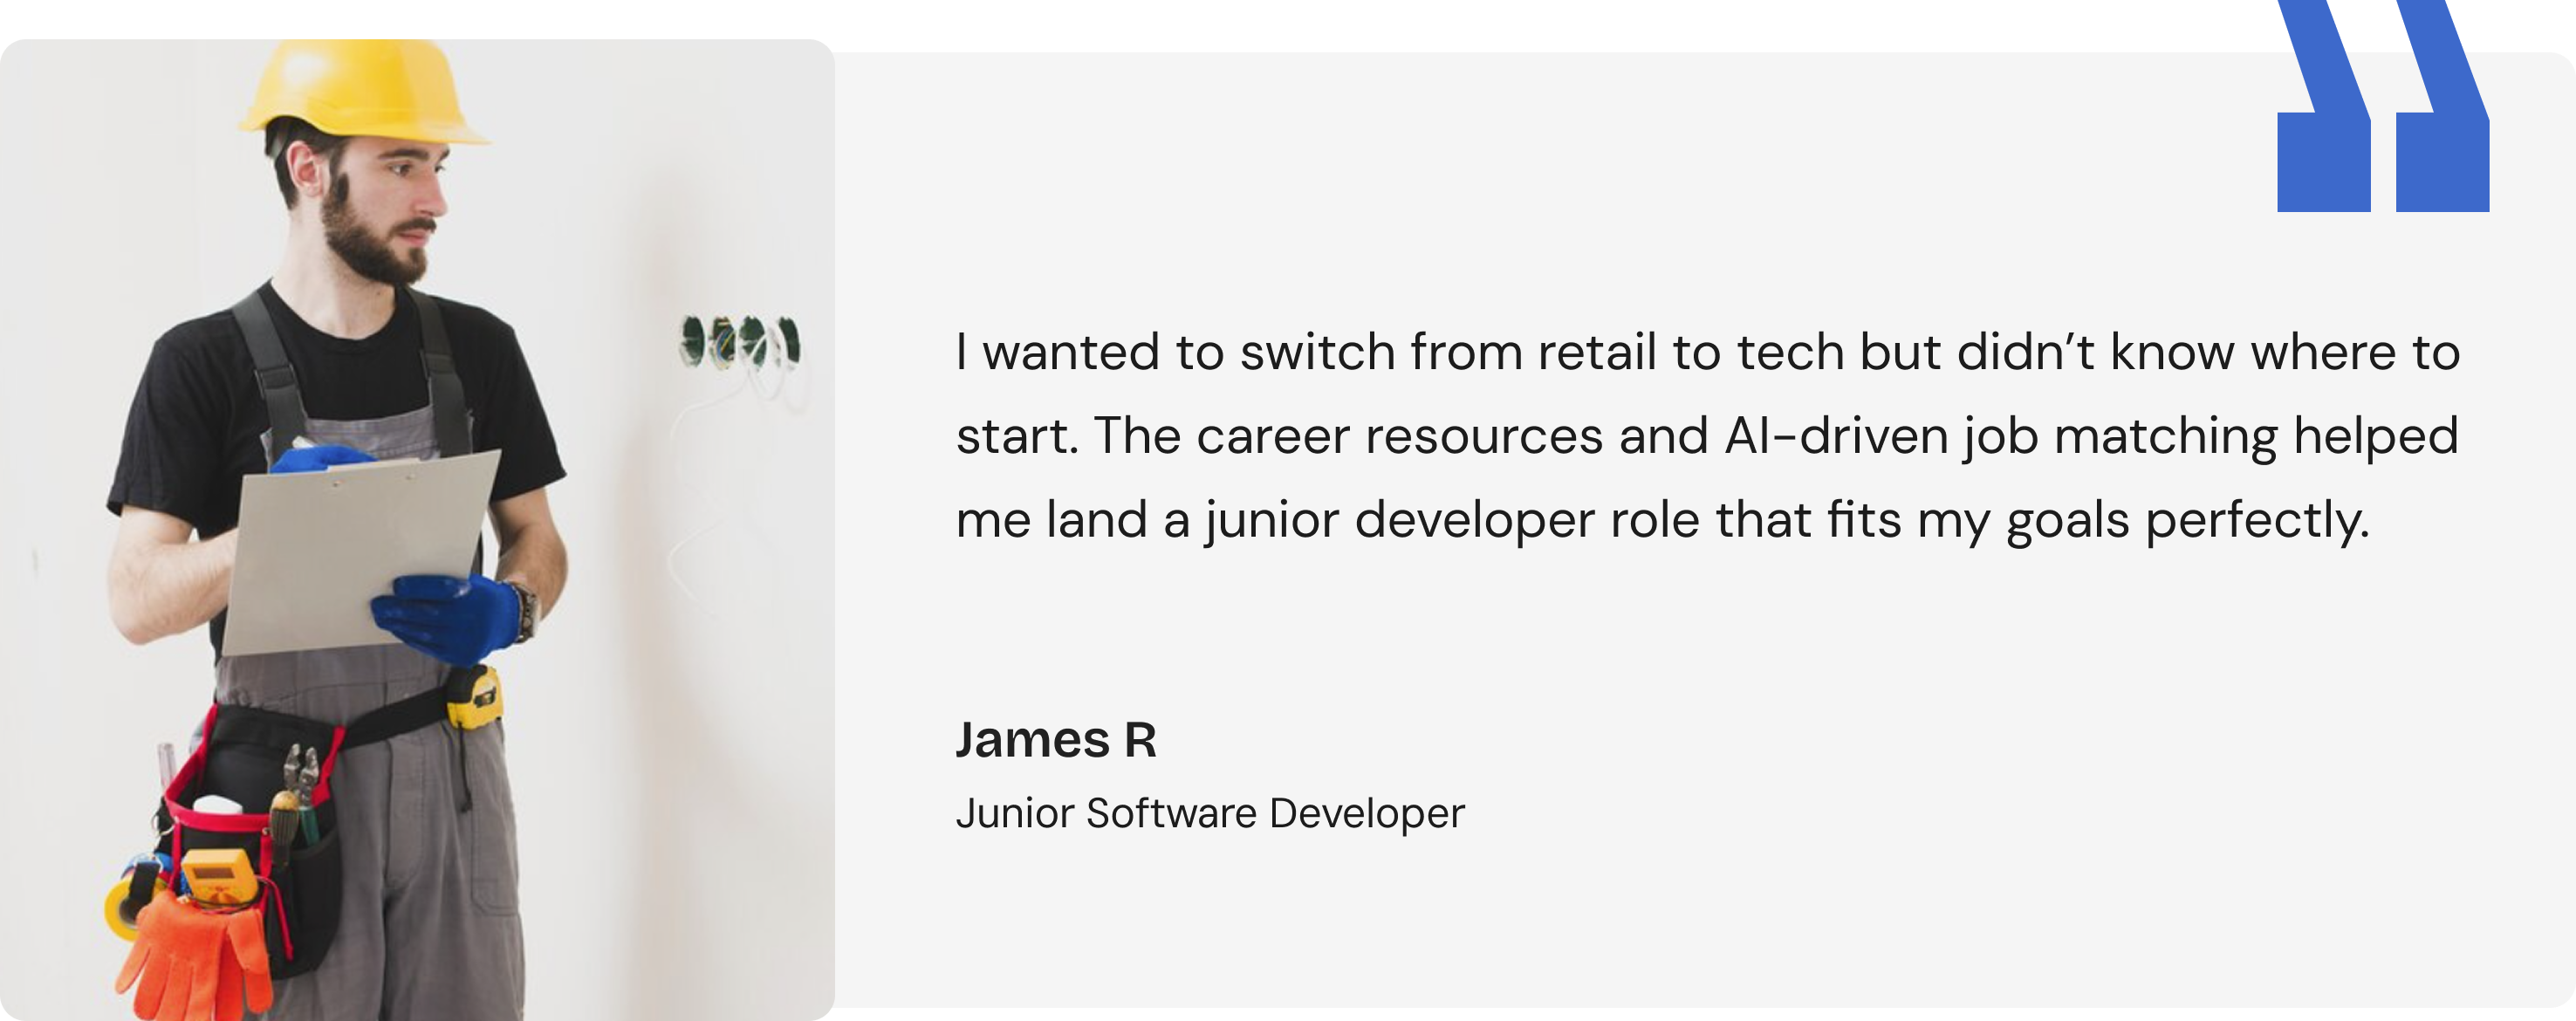 I wanted to switch from retail to tech but didn’t know where to
start. The career resources and AI-driven job matching helped
me land a junior developer role that fits my goals perfectly.
James R
Junior Software Developer